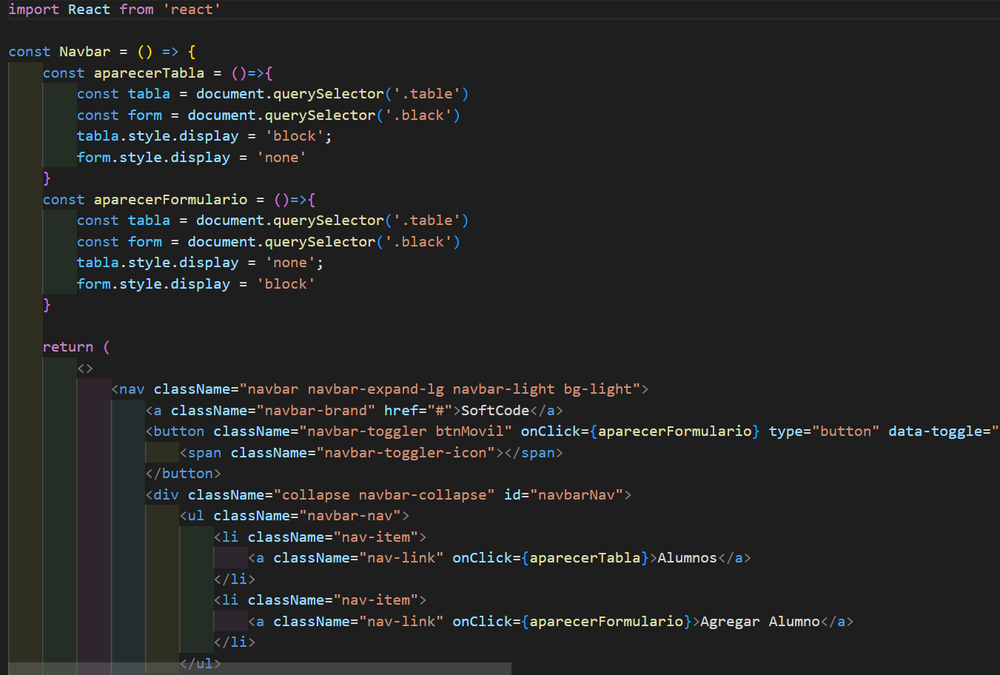 import React from 'react'
const Navbar = () => {
const aparecerTabla = ()=>{
const tabla = document.querySelector('.table')
const form = document.querySelector('.black')
tabla.style.display = 'block';
form.style.display = 'none'
}
const aparecerFormulario = ()=>{
const tabla = document.querySelector('.table')
const form = document.querySelector('.black')
tabla.style.display = 'none';
form.style.display = 'block'
}
return (
<>
<nav className="navbar navbar-expand-lg navbar-light bg-light">
<a className="navbar-brand" href="#">SoftCode</a>
<button className="navbar-toggler btnMovil" onClick={aparecerFormulario} type="button" data-toggle="
<span className="navbar-toggler-icon"></span>
</button>
<div className="collapse navbar-collapse" id="navbarNav">
<ul className="navbar-nav">
<li className="nav-item">
<a className="nav-link" onClick={aparecerTabla}>Alumnos</a>
</li>
<li className="nav-item">
<a className="nav-link" onClick={aparecerFormulario}>Agregar Alumno</a>
</li>
</ul>